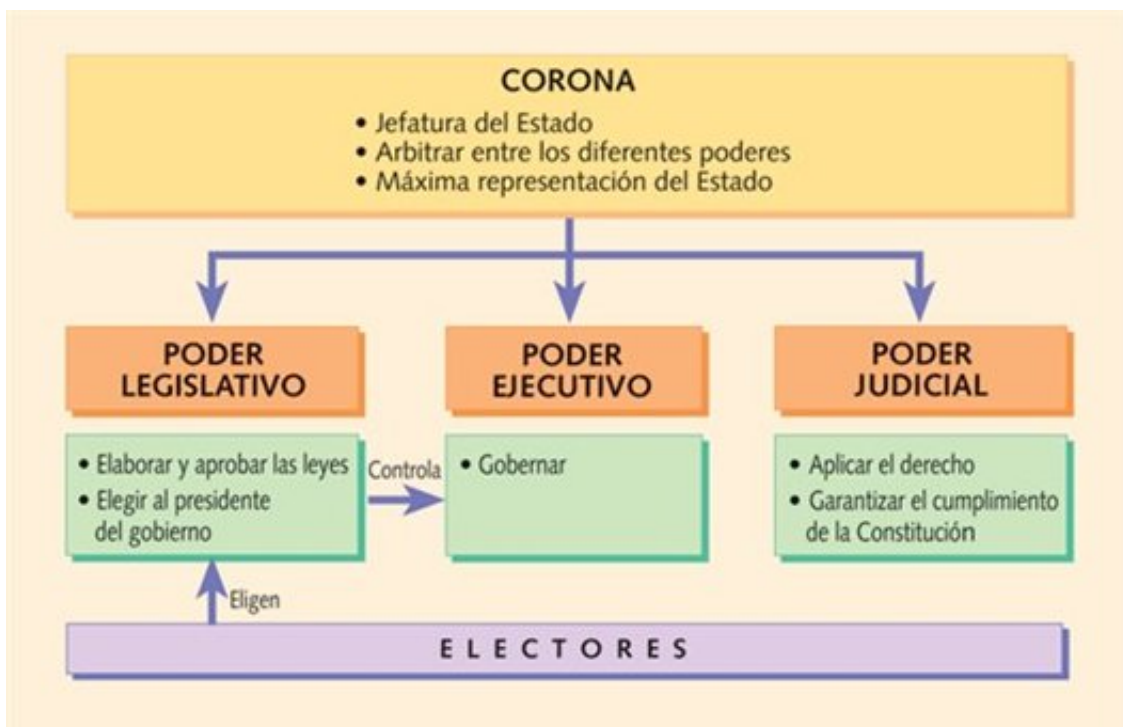 CORONA
• Jefatura del Estado
• Arbitrar entre los diferentes poderes
• Máxima representación del Estado
PODER
LEGISLATIVO
PODER
EJECUTIVO
PODER
JUDICIAL
• Elaborar y aprobar las leyes
• Elegir al presidente
del gobierno
Controla
• Gobernar
• Aplicar el derecho
• Garantizar el cumplimiento
de la Constitución
Eligen
ELECTORES